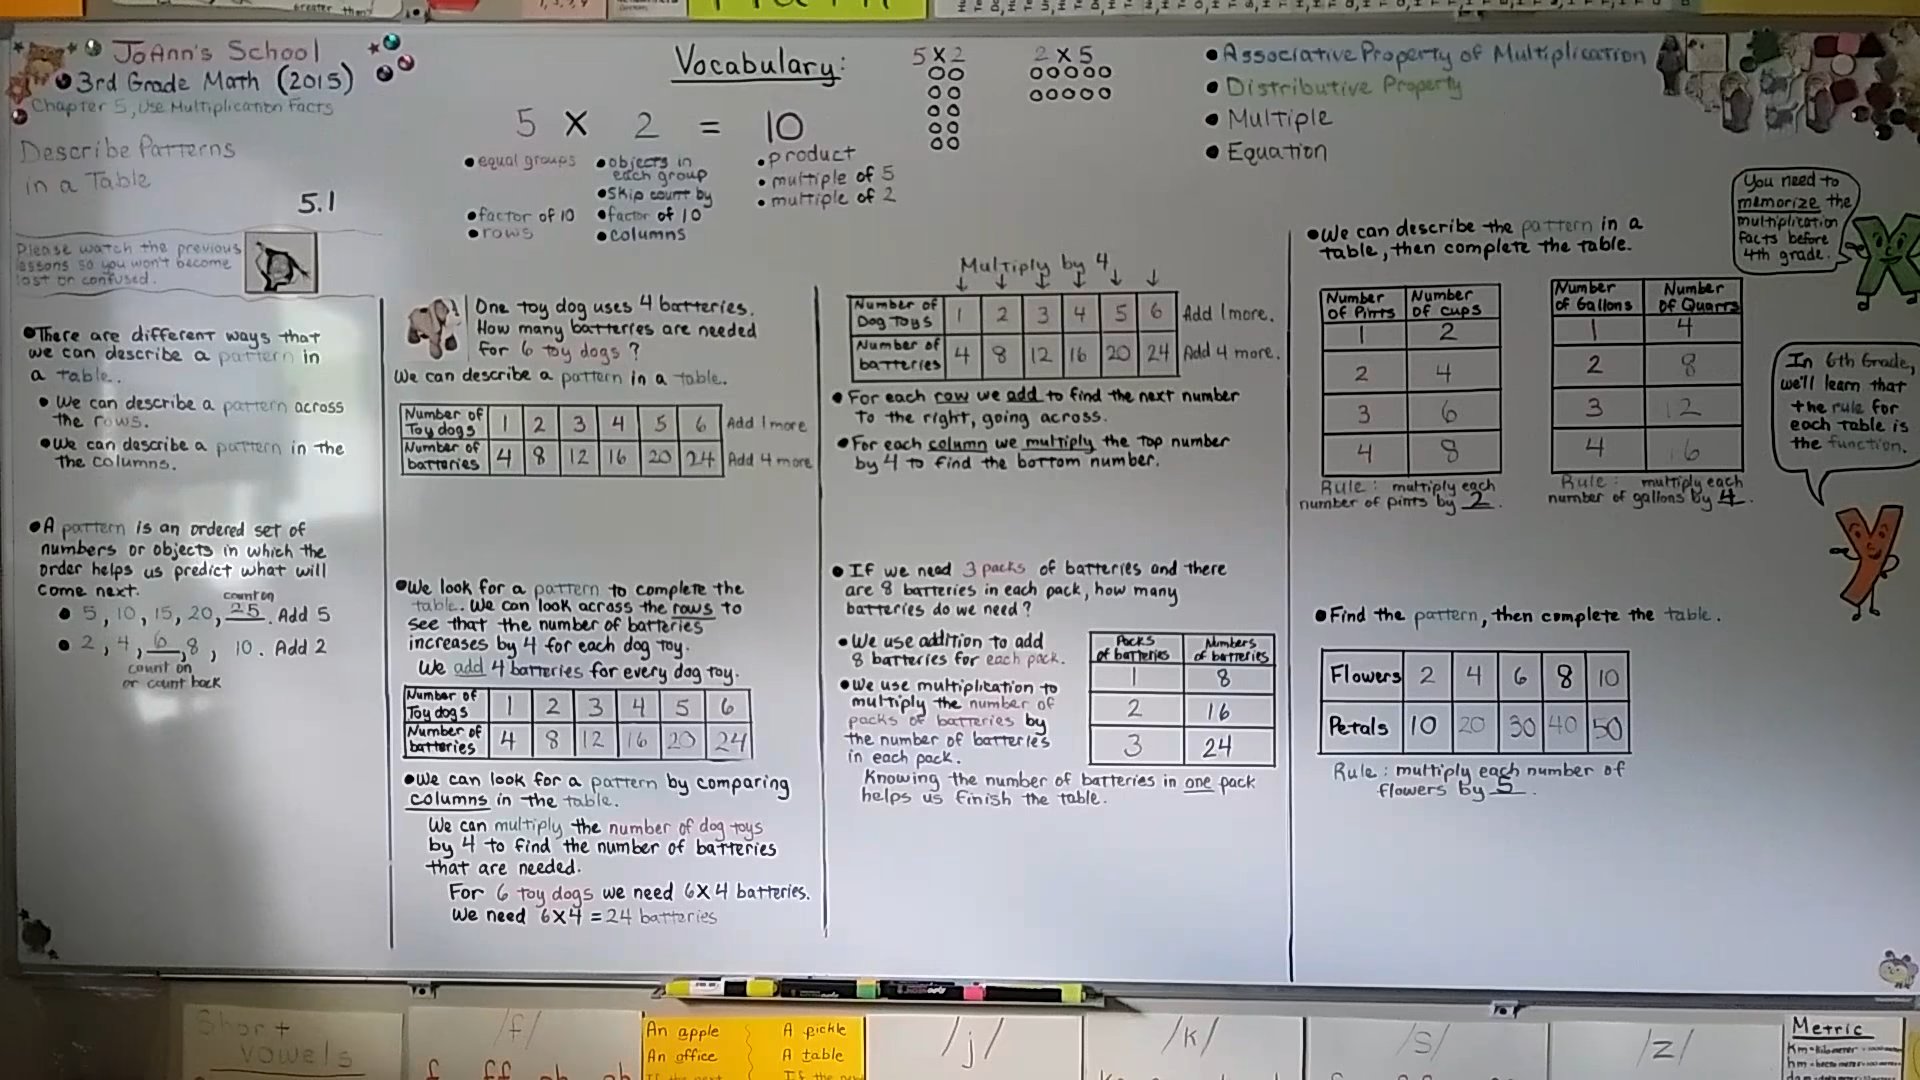 greater than?
JoAnn's School
3rd Grade Math (2015)
Chapter 5, Use Multiplication Facts
Describe Patterns
in a Table
5.1
Please watch the previous
lessons so you won't become
lost or confused.
Vocabulary:
5 X 2 = 10
• equal groups
• factor of 10
• rows
• objects in
each group
• skip count by
• factor of 10
• columns
• product
• multiple of 5
• multiple of 2
5 X 2
2 X 5
• Associative Property of Multiplication
• Distributive Property
• Multiple
• Equation
• There are different ways that
we can describe a pattern in
a table.
• We can describe a pattern across
the rows.
• We can describe a pattern in the
the columns.
• A pattern is an ordered set of
numbers or objects in which the
order helps us predict what will
come next.
count on
• 5, 10, 15, 20, 25. Add 5
• 2, 4, 6, 8, 10. Add 2
count on
or count back
One toy dog uses 4 batteries.
How many batteries are needed
for 6 toy dogs?
We can describe a pattern in a table.
Number of
Toy dogs 1 2 3 4 5 6 Add 1 more
Number of
batteries 4 8 12 16 20 24 Add 4 more
• We look for a pattern to complete the
table. We can look across the rows to
see that the number of batteries
increases by 4 for each dog toy.
We add 4 batteries for every dog toy.
Number of
Toy dogs 1 2 3 4 5 6
Number of
batteries 4 8 12 16 20 24
• We can look for a pattern by comparing
columns in the table.
We can multiply the number of dog toys
by 4 to find the number of batteries
that are needed.
For 6 toy dogs we need 6X4 batteries.
We need 6X4 = 24 batteries
Multiply by 4
Number of
Dog Toys 1 2 3 4 5 6 Add 1 more.
Number of
batteries 4 8 12 16 20 24 Add 4 more.
• For each row we add to find the next number
to the right, going across.
• For each column we multiply the top number
by 4 to find the bottom number.
• If we need 3 packs of batteries and there
are 8 batteries in each pack, how many
batteries do we need?
• We use addition to add
8 batteries for each pack.
• We use multiplication to
multiply the number of
packs of batteries by
the number of batteries
in each pack.
Packs Numbers
of batteries of batteries
1 8
2 16
3 24
Knowing the number of batteries in one pack
helps us finish the table.
• We can describe the pattern in a
table, then complete the table.
Number Number
of Pints of cups
1 2
2 4
3 6
4 8
Rule: multiply each
number of pints by 2.
Number Number
of Gallons of Quarts
1 4
2 8
3 12
4 16
Rule: multiply each
number of gallons by 4.
• Find the pattern, then complete the table.
Flowers 2 4 6 8 10
Petals 10 20 30 40 50
Rule: multiply each number of
flowers by 5.
You need to
memorize the
multiplication
facts before
4th grade.
In 6th Grade,
we'll learn that
the rule for
each table is
the function.
Short
vowels
/f/
f ff
An apple A pickle
An office A table
/j/
/k/
/s/
/z/
Metric